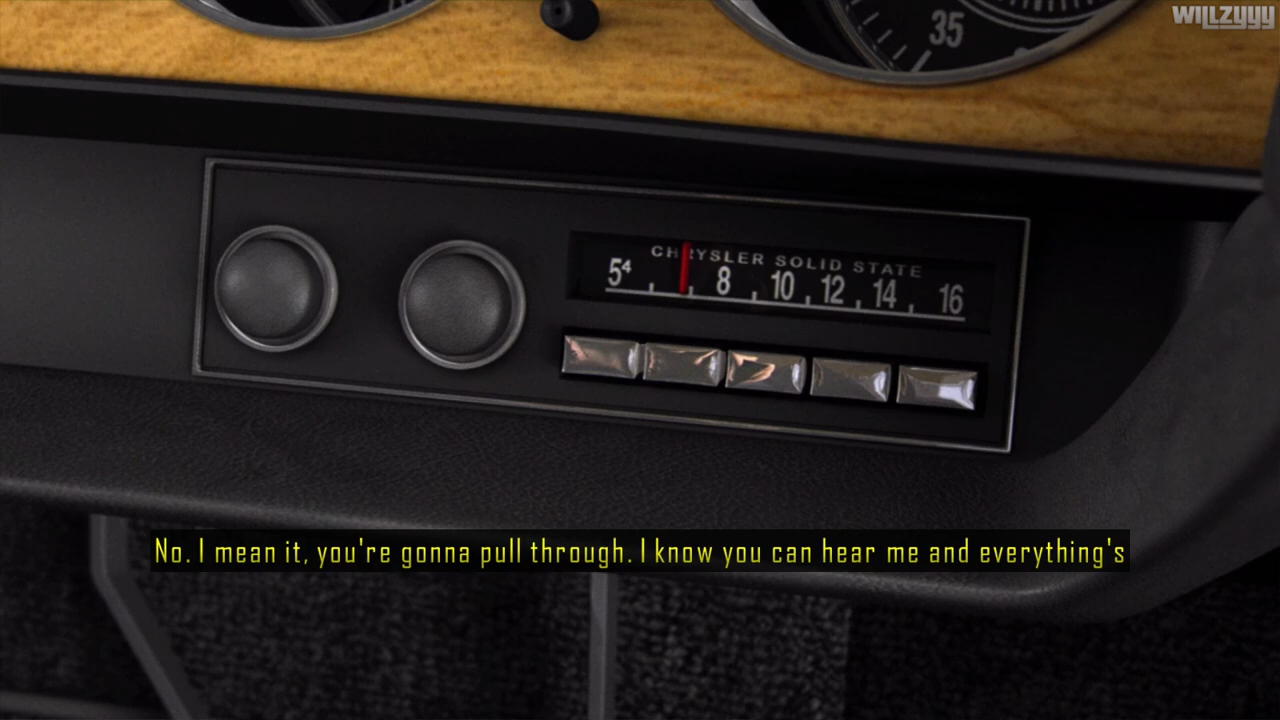 WILLZYYY
35
CHRYSLER SOLID STATE
5⁴ 8 10 12 14 16
No. I mean it, you're gonna pull through. I know you can hear me and everything's